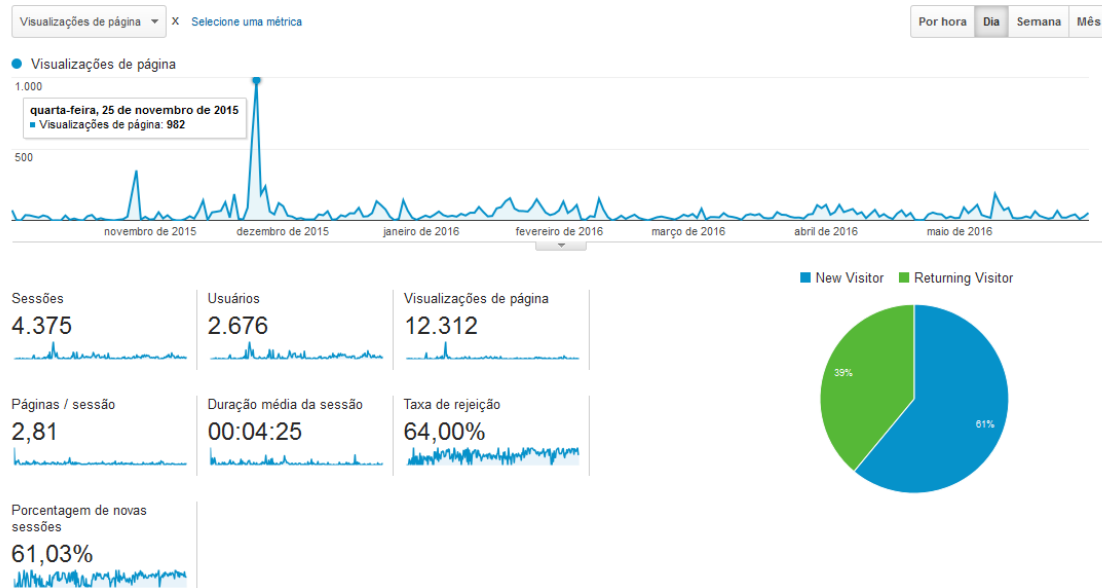 Visualizações de página X Selecione uma métrica Por hora Dia Semana Mês
Visualizações de página
1.000
quarta-feira, 25 de novembro de 2015
Visualizações de página: 982
500
novembro de 2015 dezembro de 2015 janeiro de 2016 fevereiro de 2016 março de 2016 abril de 2016 maio de 2016
New Visitor Returning Visitor
Sessões Usuários Visualizações de página
4.375 2.676 12.312
39%
61%
Páginas / sessão Duração média da sessão Taxa de rejeição
2,81 00:04:25 64,00%
Porcentagem de novas
sessões
61,03%